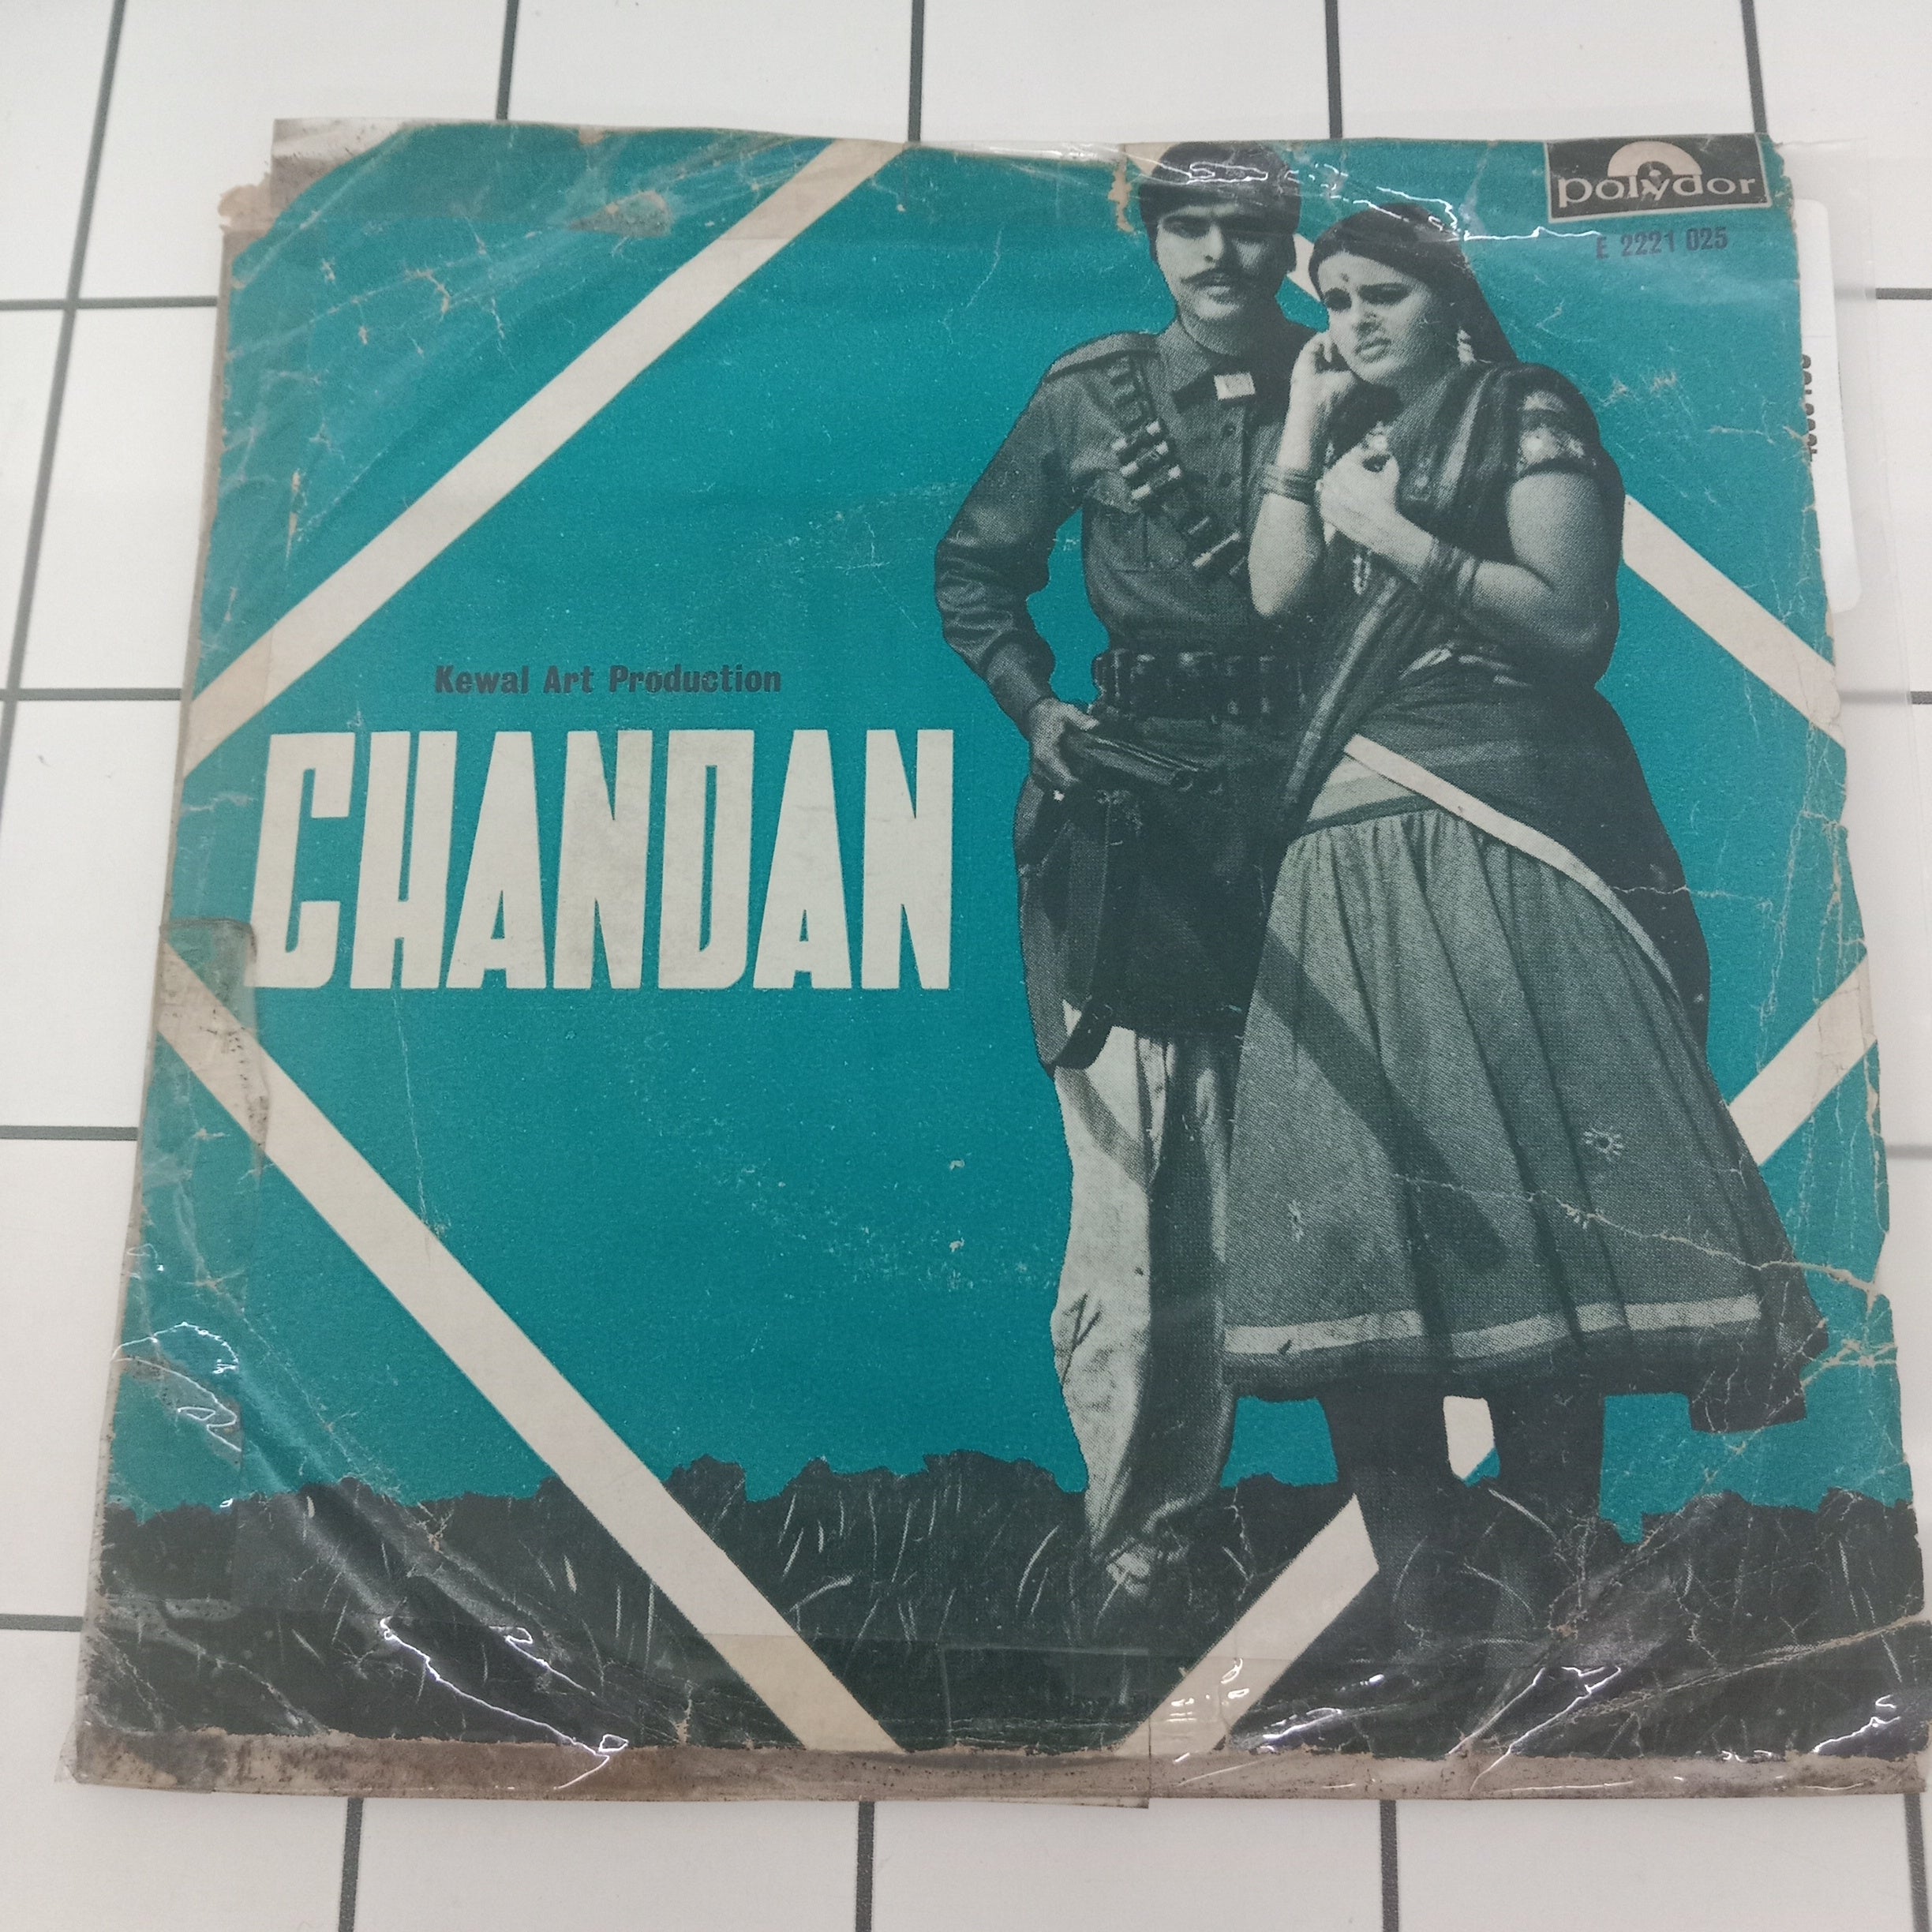 polydor
E 2221 025
Kewal Art Production
CHANDAN